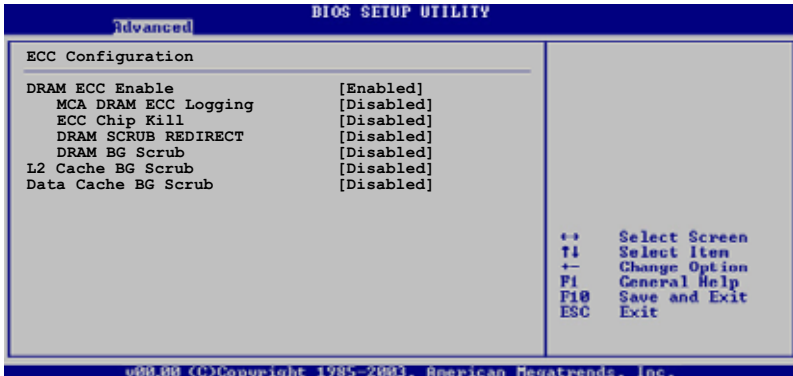 BIOS SETUP UTILITY
Advanced
ECC Configuration
DRAM ECC Enable [Enabled]
MCA DRAM ECC Logging [Disabled]
ECC Chip Kill [Disabled]
DRAM SCRUB REDIRECT [Disabled]
DRAM BG Scrub [Disabled]
L2 Cache BG Scrub [Disabled]
Data Cache BG Scrub [Disabled]
↔ Select Screen
↑↓ Select Item
+- Change Option
F1 General Help
F10 Save and Exit
ESC Exit
v00.00 (C)Copyright 1985-2003, American Megatrends, Inc.